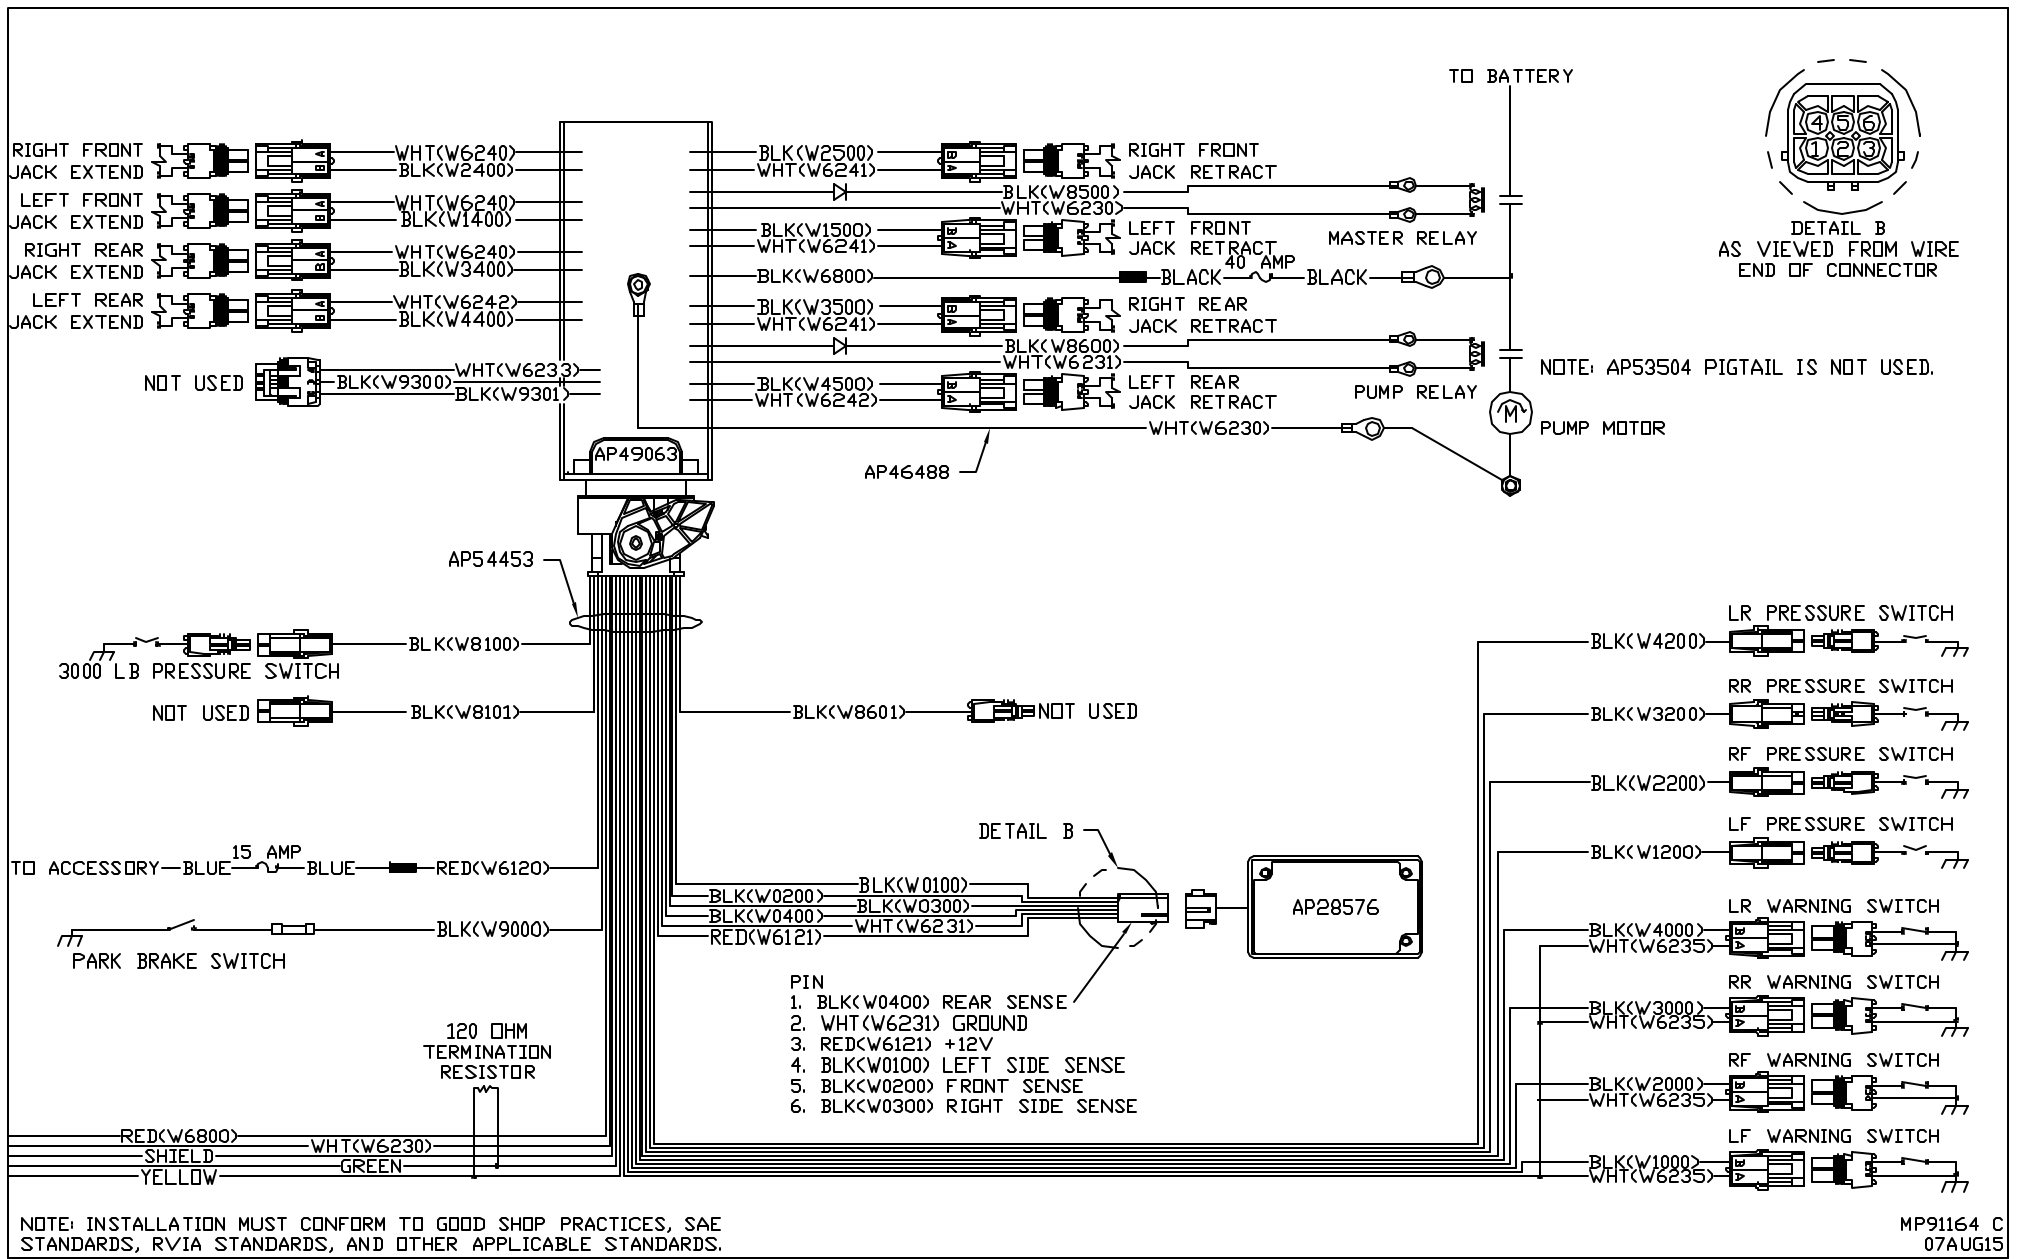 TO BATTERY
4 5 6
1 2 3
DETAIL B
AS VIEWED FROM WIRE
END OF CONNECTOR
RIGHT FRONT
JACK EXTEND
A
B
WHT(W6240)
BLK(W2400)
LEFT FRONT
JACK EXTEND
A
B
WHT(W6240)
BLK(W1400)
RIGHT REAR
JACK EXTEND
A
B
WHT(W6240)
BLK(W3400)
LEFT REAR
JACK EXTEND
A
B
WHT(W6242)
BLK(W4400)
NOT USED
WHT(W6233)
BLK(W9300)
BLK(W9301)
AP49063
BLK(W2500)
WHT(W6241)
B
A
RIGHT FRONT
JACK RETRACT
BLK(W8500)
WHT(W6230)
MASTER RELAY
BLK(W1500)
WHT(W6241)
B
A
LEFT FRONT
JACK RETRACT
BLK(W6800)
BLACK
40 AMP
BLACK
BLK(W3500)
WHT(W6241)
B
A
RIGHT REAR
JACK RETRACT
BLK(W8600)
WHT(W6231)
PUMP RELAY
BLK(W4500)
WHT(W6242)
B
A
LEFT REAR
JACK RETRACT
WHT(W6230)
AP46488
NOTE: AP53504 PIGTAIL IS NOT USED.
M
PUMP MOTOR
AP54453
BLK(W8100)
3000 LB PRESSURE SWITCH
NOT USED
BLK(W8101)
BLK(W8601)
NOT USED
TO ACCESSORY
BLUE
15 AMP
BLUE
RED(W6120)
BLK(W9000)
PARK BRAKE SWITCH
DETAIL B
BLK(W0100)
BLK(W0200)
BLK(W0300)
BLK(W0400)
WHT(W6231)
RED(W6121)
AP28576
PIN
1. BLK(W0400) REAR SENSE
2. WHT(W6231) GROUND
3. RED(W6121) +12V
4. BLK(W0100) LEFT SIDE SENSE
5. BLK(W0200) FRONT SENSE
6. BLK(W0300) RIGHT SIDE SENSE
LR PRESSURE SWITCH
BLK(W4200)
RR PRESSURE SWITCH
BLK(W3200)
RF PRESSURE SWITCH
BLK(W2200)
LF PRESSURE SWITCH
BLK(W1200)
LR WARNING SWITCH
BLK(W4000)
WHT(W6235)
B
A
RR WARNING SWITCH
BLK(W3000)
WHT(W6235)
B
A
RF WARNING SWITCH
BLK(W2000)
WHT(W6235)
B
A
LF WARNING SWITCH
BLK(W1000)
WHT(W6235)
B
A
120 OHM
TERMINATION
RESISTOR
RED(W6800)
WHT(W6230)
SHIELD
GREEN
YELLOW
NOTE: INSTALLATION MUST CONFORM TO GOOD SHOP PRACTICES, SAE
STANDARDS, RVIA STANDARDS, AND OTHER APPLICABLE STANDARDS.
MP91164 C
07AUG15